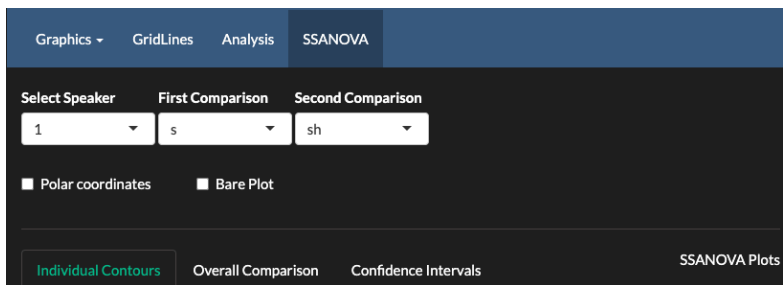 Graphics GridLines Analysis SSANOVA
Select Speaker First Comparison Second Comparison
1 s sh
Polar coordinates Bare Plot
SSANOVA Plots
Individual Contours Overall Comparison Confidence Intervals